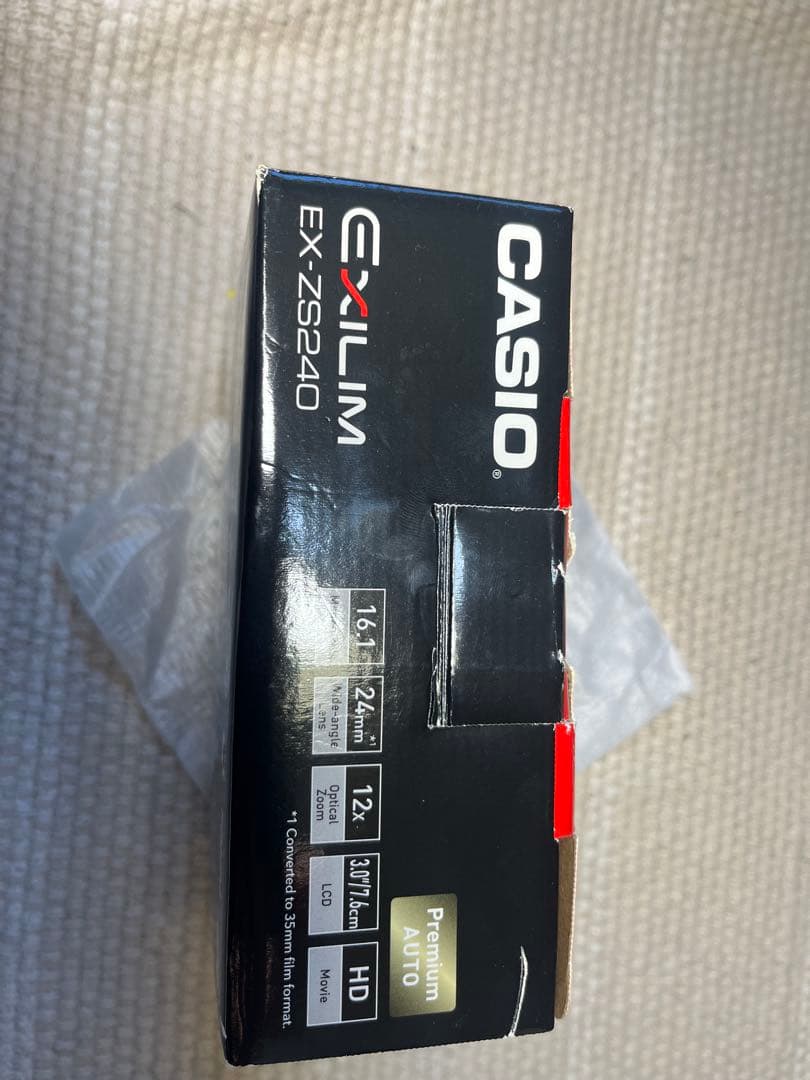 CASIO®
EXILIM
EX-ZS240
Premium
AUTO
16.1
24mm *1
Wide-angle
Lens
12x
Optical
Zoom
3.0"/7.6cm
LCD
HD
Movie
*1 Converted to 35mm film format.